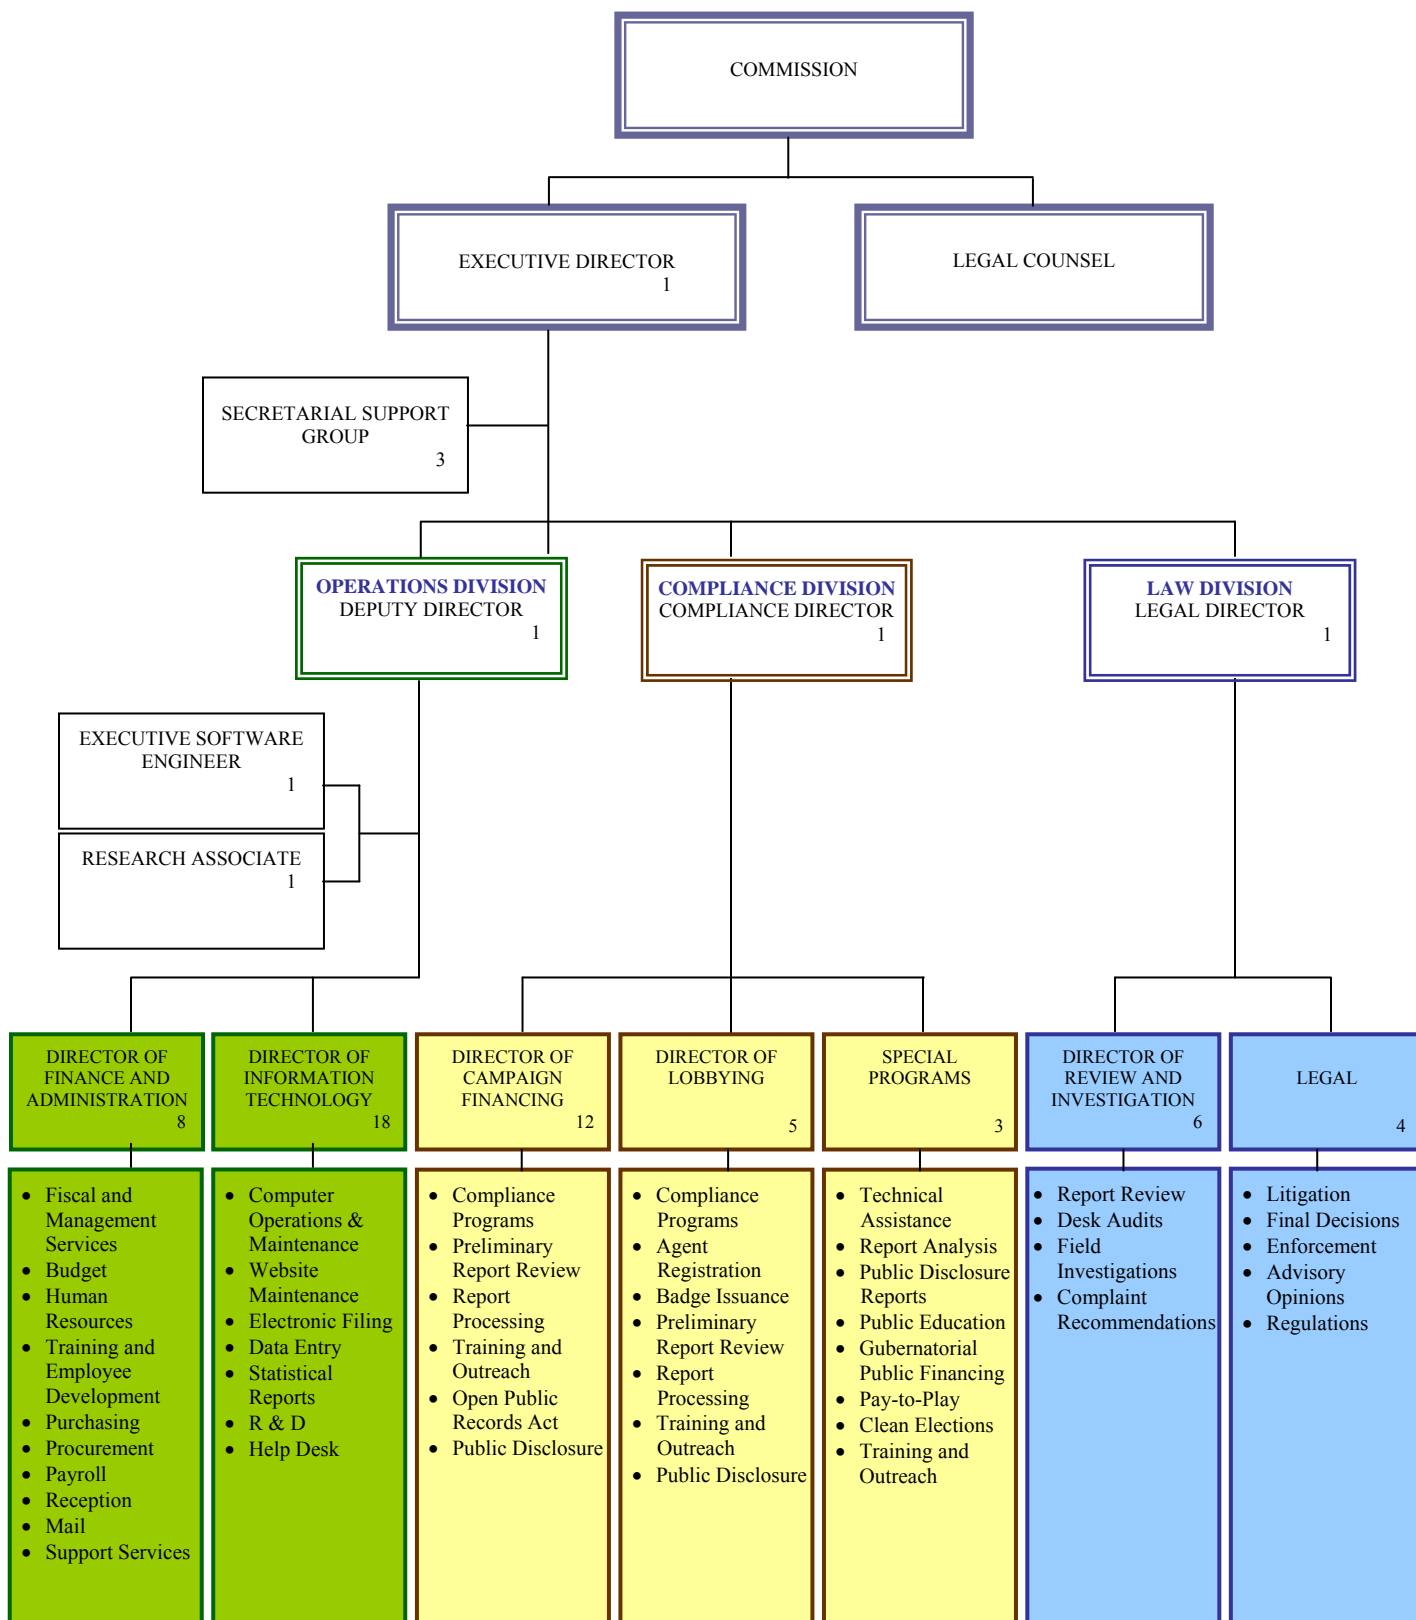 COMMISSION
EXECUTIVE DIRECTOR
1
LEGAL COUNSEL
SECRETARIAL SUPPORT
GROUP
3
OPERATIONS DIVISION
DEPUTY DIRECTOR
1
COMPLIANCE DIVISION
COMPLIANCE DIRECTOR
1
LAW DIVISION
LEGAL DIRECTOR
1
EXECUTIVE SOFTWARE
ENGINEER
1
RESEARCH ASSOCIATE
1
DIRECTOR OF
FINANCE AND
ADMINISTRATION
8
DIRECTOR OF
INFORMATION
TECHNOLOGY
18
DIRECTOR OF
CAMPAIGN
FINANCING
12
DIRECTOR OF
LOBBYING
5
SPECIAL
PROGRAMS
3
DIRECTOR OF
REVIEW AND
INVESTIGATION
6
LEGAL
4
• Fiscal and
Management
Services
• Budget
• Human
Resources
• Training and
Employee
Development
• Purchasing
• Procurement
• Payroll
• Reception
• Mail
• Support Services
• Computer
Operations &
Maintenance
• Website
Maintenance
• Electronic Filing
• Data Entry
• Statistical
Reports
• R & D
• Help Desk
• Compliance
Programs
• Preliminary
Report Review
• Report
Processing
• Training and
Outreach
• Open Public
Records Act
• Public Disclosure
• Compliance
Programs
• Agent
Registration
• Badge Issuance
• Preliminary
Report Review
• Report
Processing
• Training and
Outreach
• Public Disclosure
• Technical
Assistance
• Report Analysis
• Public Disclosure
Reports
• Public Education
• Gubernatorial
Public Financing
• Pay-to-Play
• Clean Elections
• Training and
Outreach
• Report Review
• Desk Audits
• Field
Investigations
• Complaint
Recommendations
• Litigation
• Final Decisions
• Enforcement
• Advisory
Opinions
• Regulations